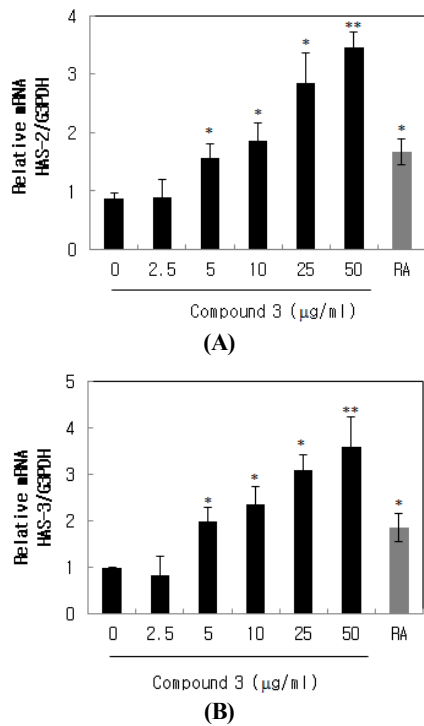 Relative mRNA
HAS-2/G3PDH
4
3
2
1
0
* * * ** *
0 2.5 5 10 25 50 RA
Compound 3 (μg/ml)
(A)
Relative mRNA
HAS-3/G3PDH
5
4
3
2
1
0
* * * ** *
0 2.5 5 10 25 50 RA
Compound 3 (μg/ml)
(B)